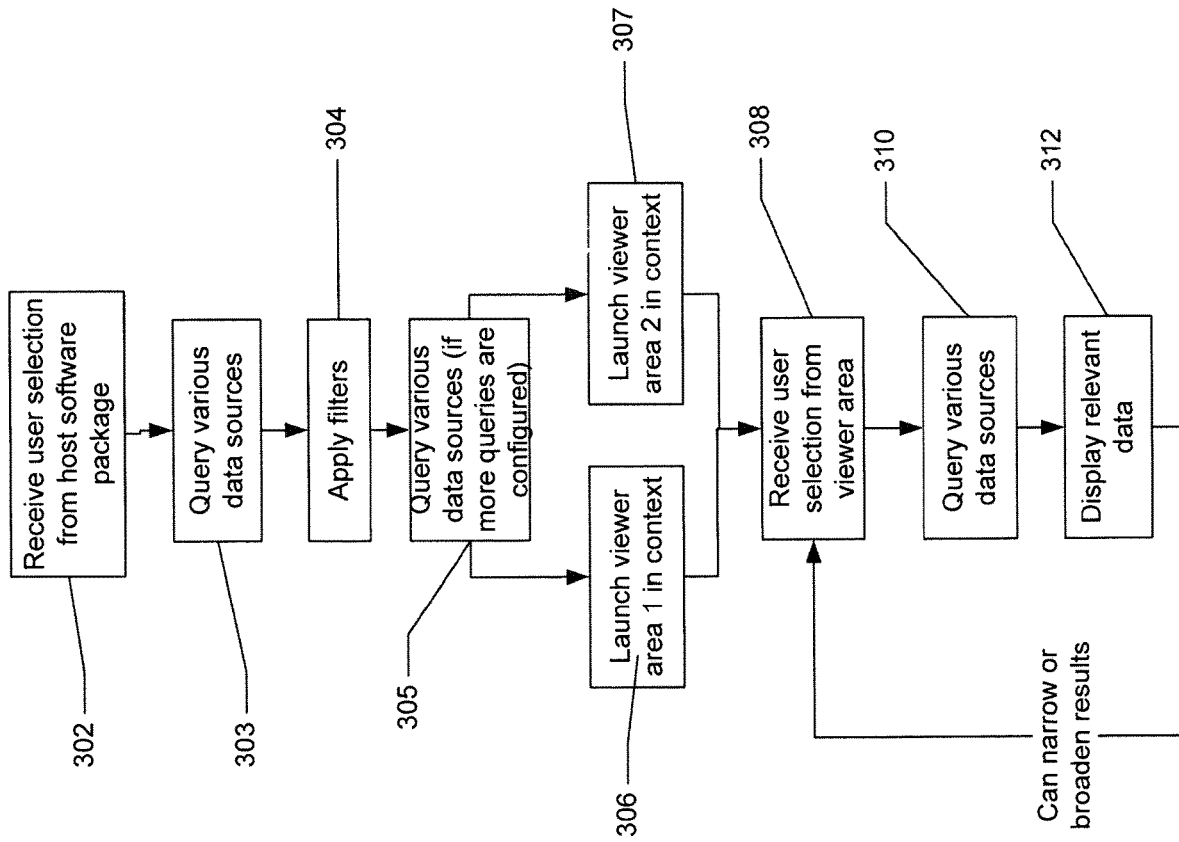 302
Receive user selection
from host software
package
303
Query various
data sources
304
Apply filters
305
Query various
data sources (if
more queries are
configured)
306
Launch viewer
area 1 in context
307
Launch viewer
area 2 in context
308
Receive user
selection from
viewer area
310
Query various
data sources
312
Display relevant
data
Can narrow or
broaden results